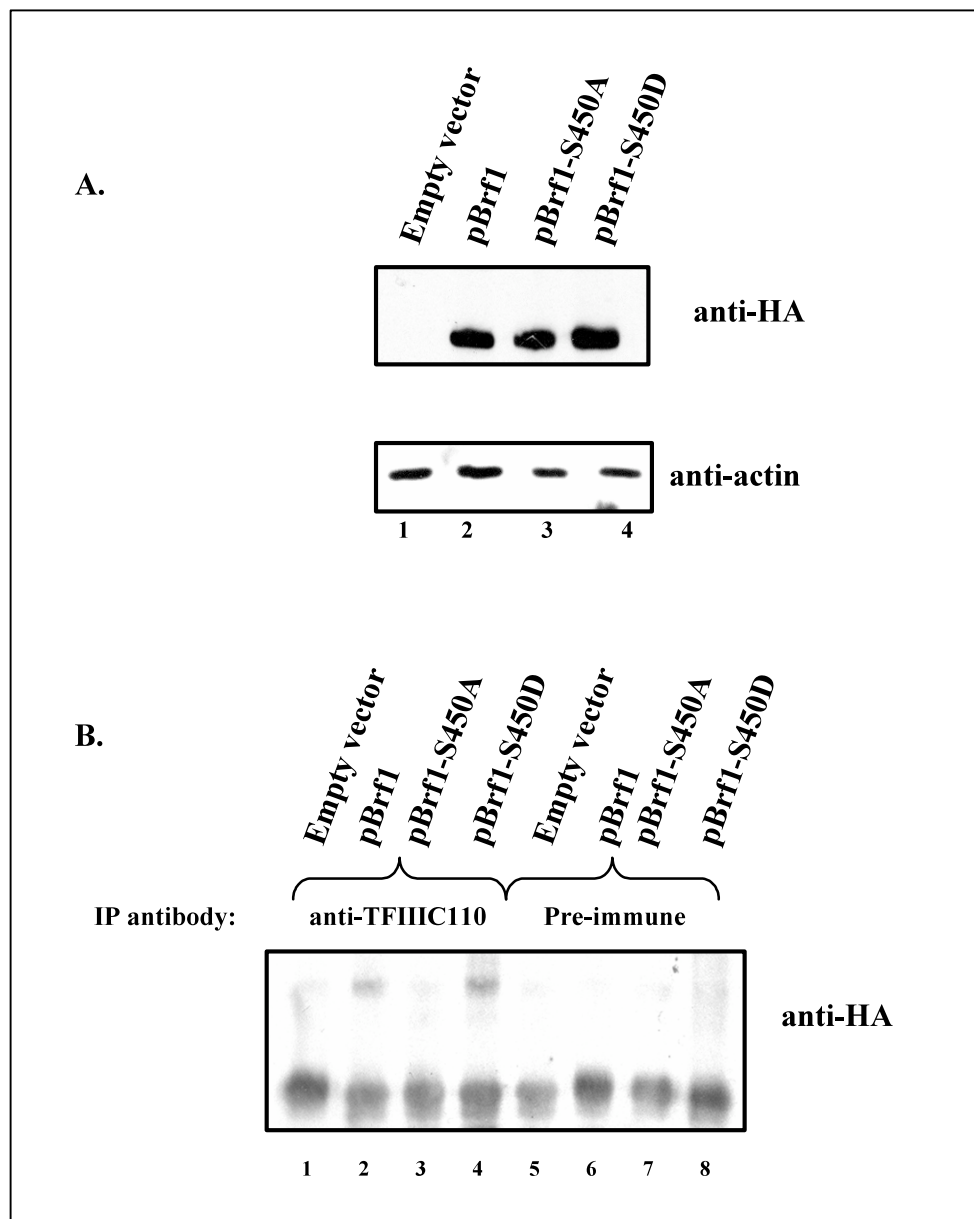 A.
Empty vector
pBrf1
pBrf1-S450A
pBrf1-S450D
anti-HA
anti-actin
1 2 3 4
B.
Empty vector
pBrf1
pBrf1-S450A
pBrf1-S450D
Empty vector
pBrf1
pBrf1-S450A
pBrf1-S450D
IP antibody: anti-TFIIIC110 Pre-immune
anti-HA
1 2 3 4 5 6 7 8